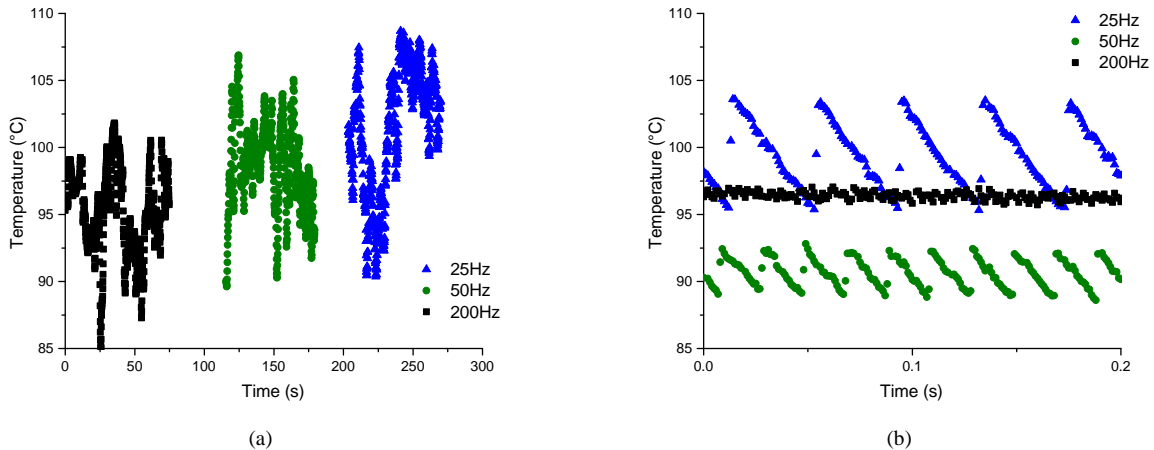 110
105
100
95
90
85
Temperature (°C)
25Hz
50Hz
200Hz
0 50 100 150 200 250 300
Time (s)
(a)
25Hz
50Hz
200Hz
110
105
100
95
90
85
Temperature (°C)
0.0 0.1 0.2
Time (s)
(b)